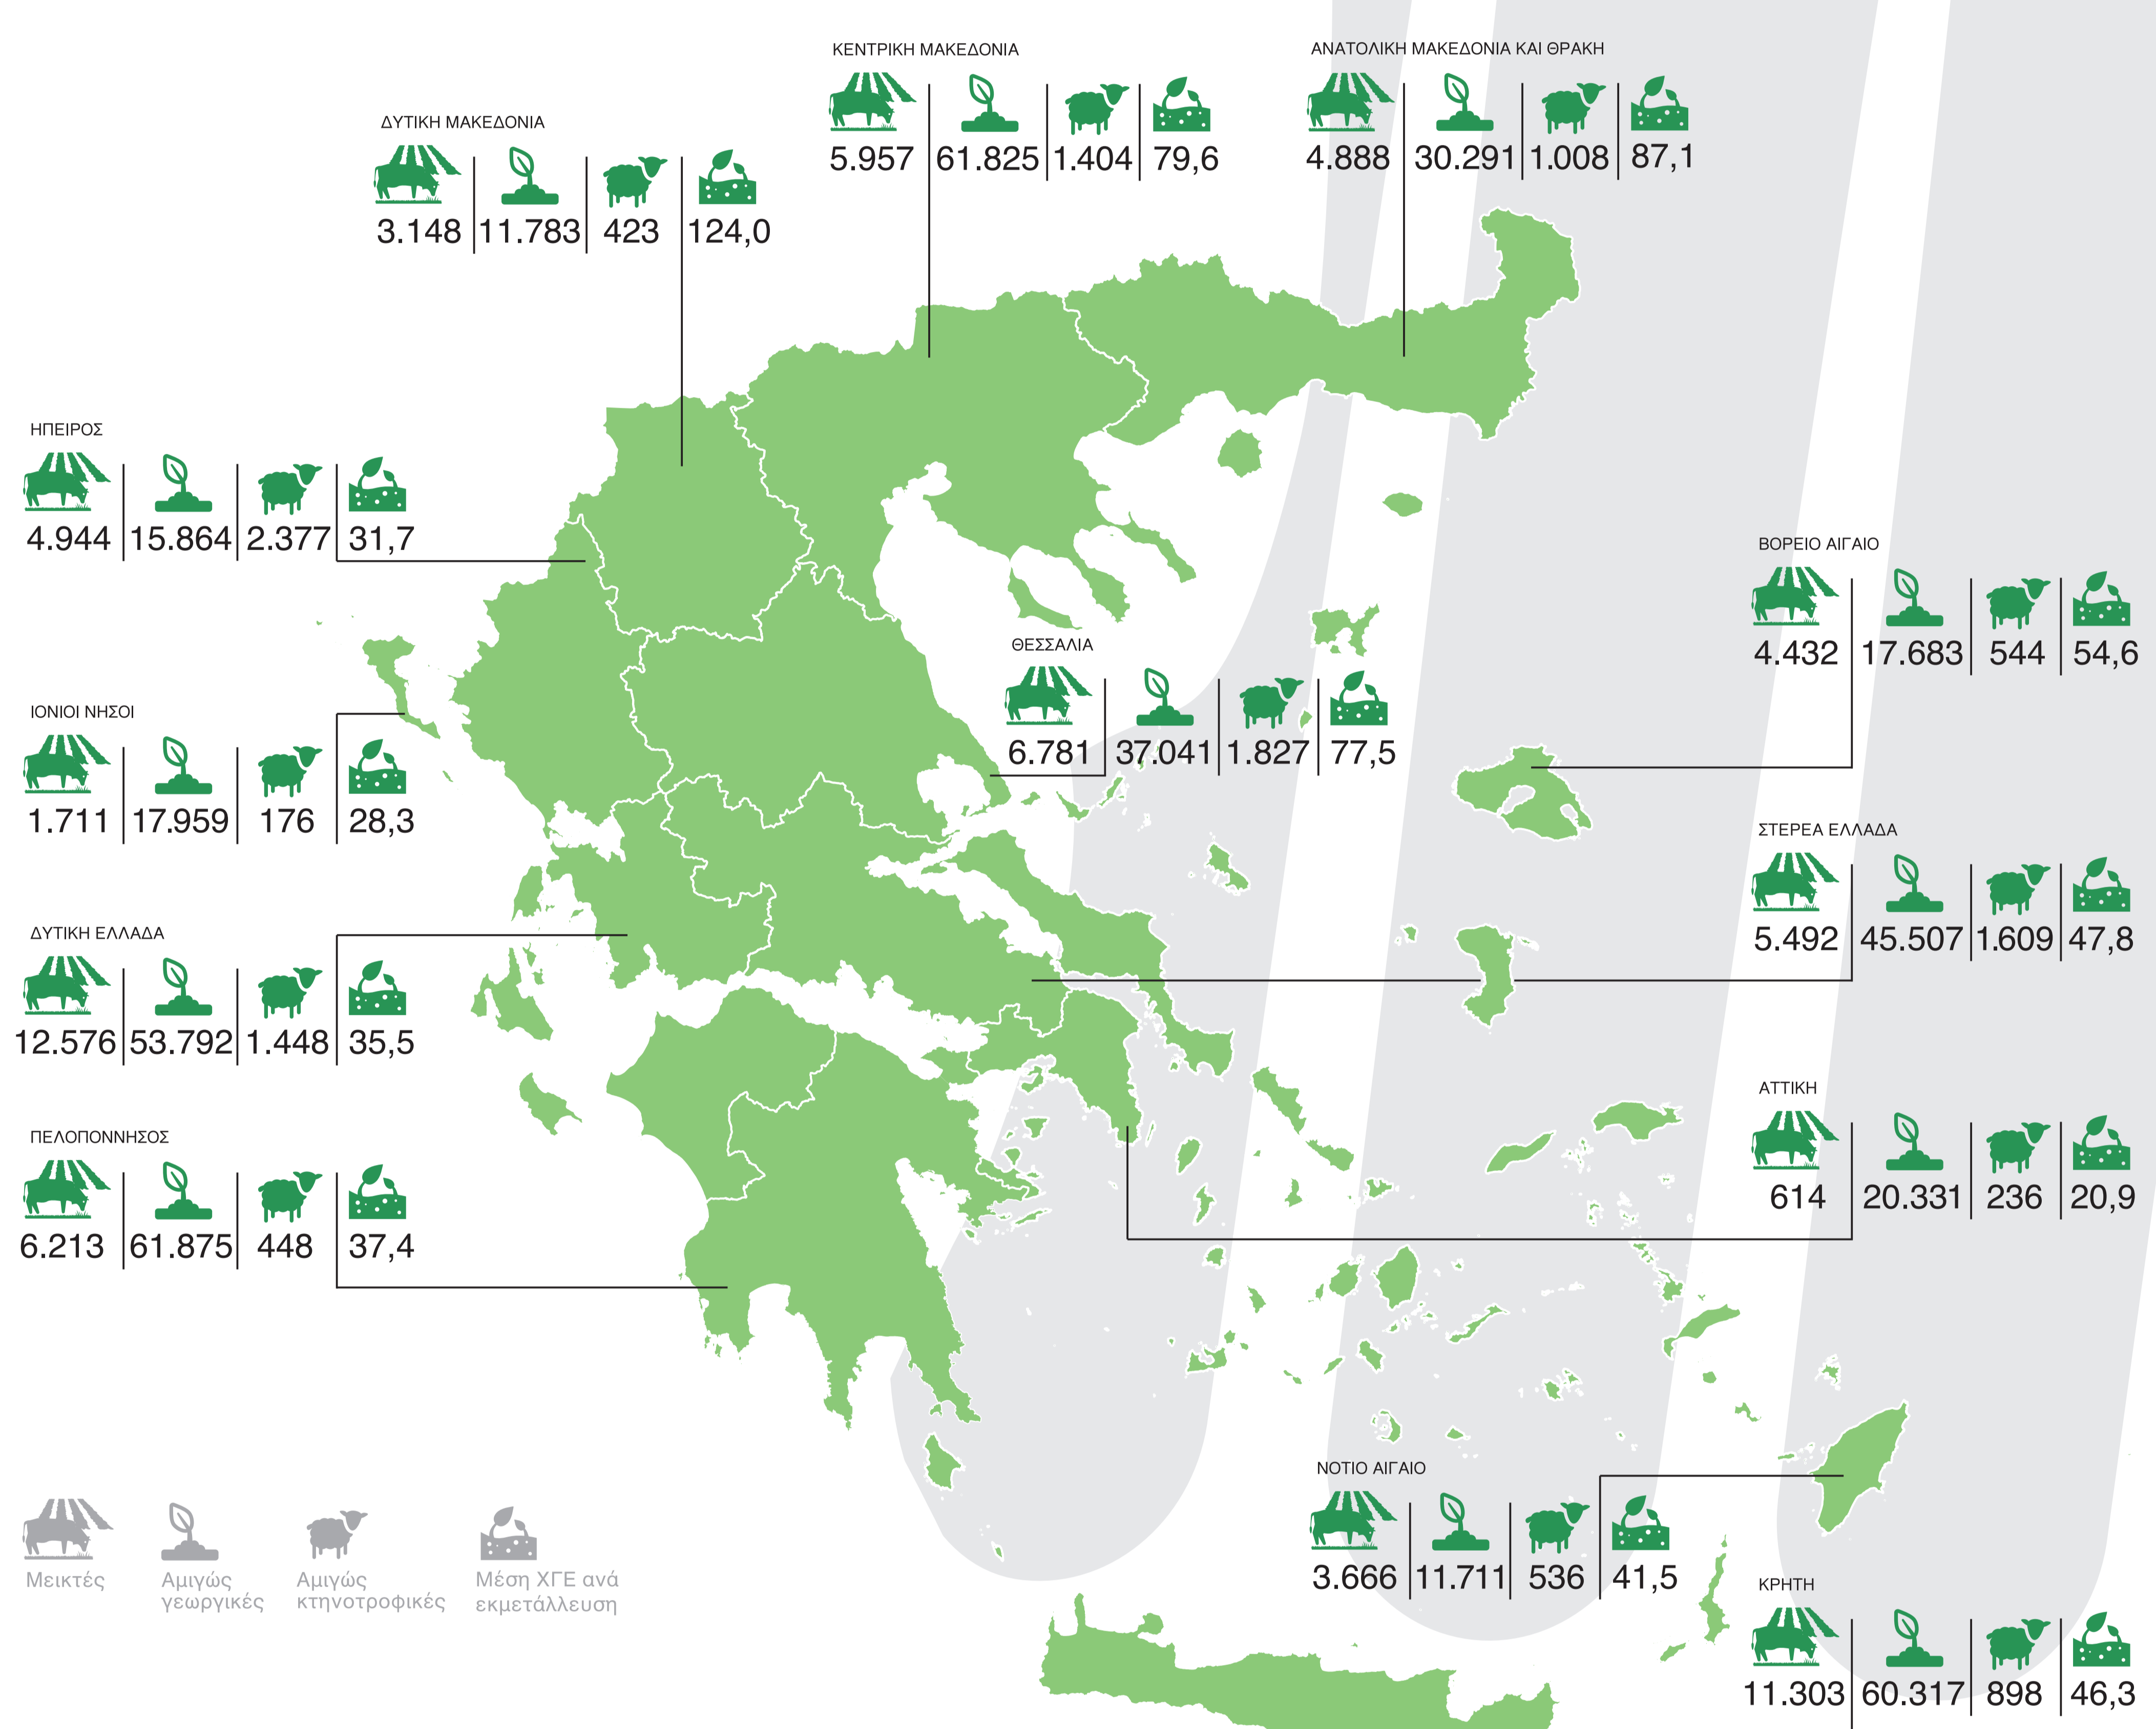 ΚΕΝΤΡΙΚΗ ΜΑΚΕΔΟΝΙΑ
5.957 61.825 1.404 79,6
ΑΝΑΤΟΛΙΚΗ ΜΑΚΕΔΟΝΙΑ ΚΑΙ ΘΡΑΚΗ
4.888 30.291 1.008 87,1
ΔΥΤΙΚΗ ΜΑΚΕΔΟΝΙΑ
3.148 11.783 423 124,0
ΗΠΕΙΡΟΣ
4.944 15.864 2.377 31,7
ΒΟΡΕΙΟ ΑΙΓΑΙΟ
4.432 17.683 544 54,6
ΘΕΣΣΑΛΙΑ
6.781 37.041 1.827 77,5
ΙΟΝΙΟΙ ΝΗΣΟΙ
1.711 17.959 176 28,3
ΣΤΕΡΕΑ ΕΛΛΑΔΑ
5.492 45.507 1.609 47,8
ΔΥΤΙΚΗ ΕΛΛΑΔΑ
12.576 53.792 1.448 35,5
ΑΤΤΙΚΗ
614 20.331 236 20,9
ΠΕΛΟΠΟΝΝΗΣΟΣ
6.213 61.875 448 37,4
ΝΟΤΙΟ ΑΙΓΑΙΟ
3.666 11.711 536 41,5
ΚΡΗΤΗ
11.303 60.317 898 46,3
Μεικτές
Αμιγώς
γεωργικές
Αμιγώς
κτηνοτροφικές
Μέση ΧΓΕ ανά
εκμετάλλευση